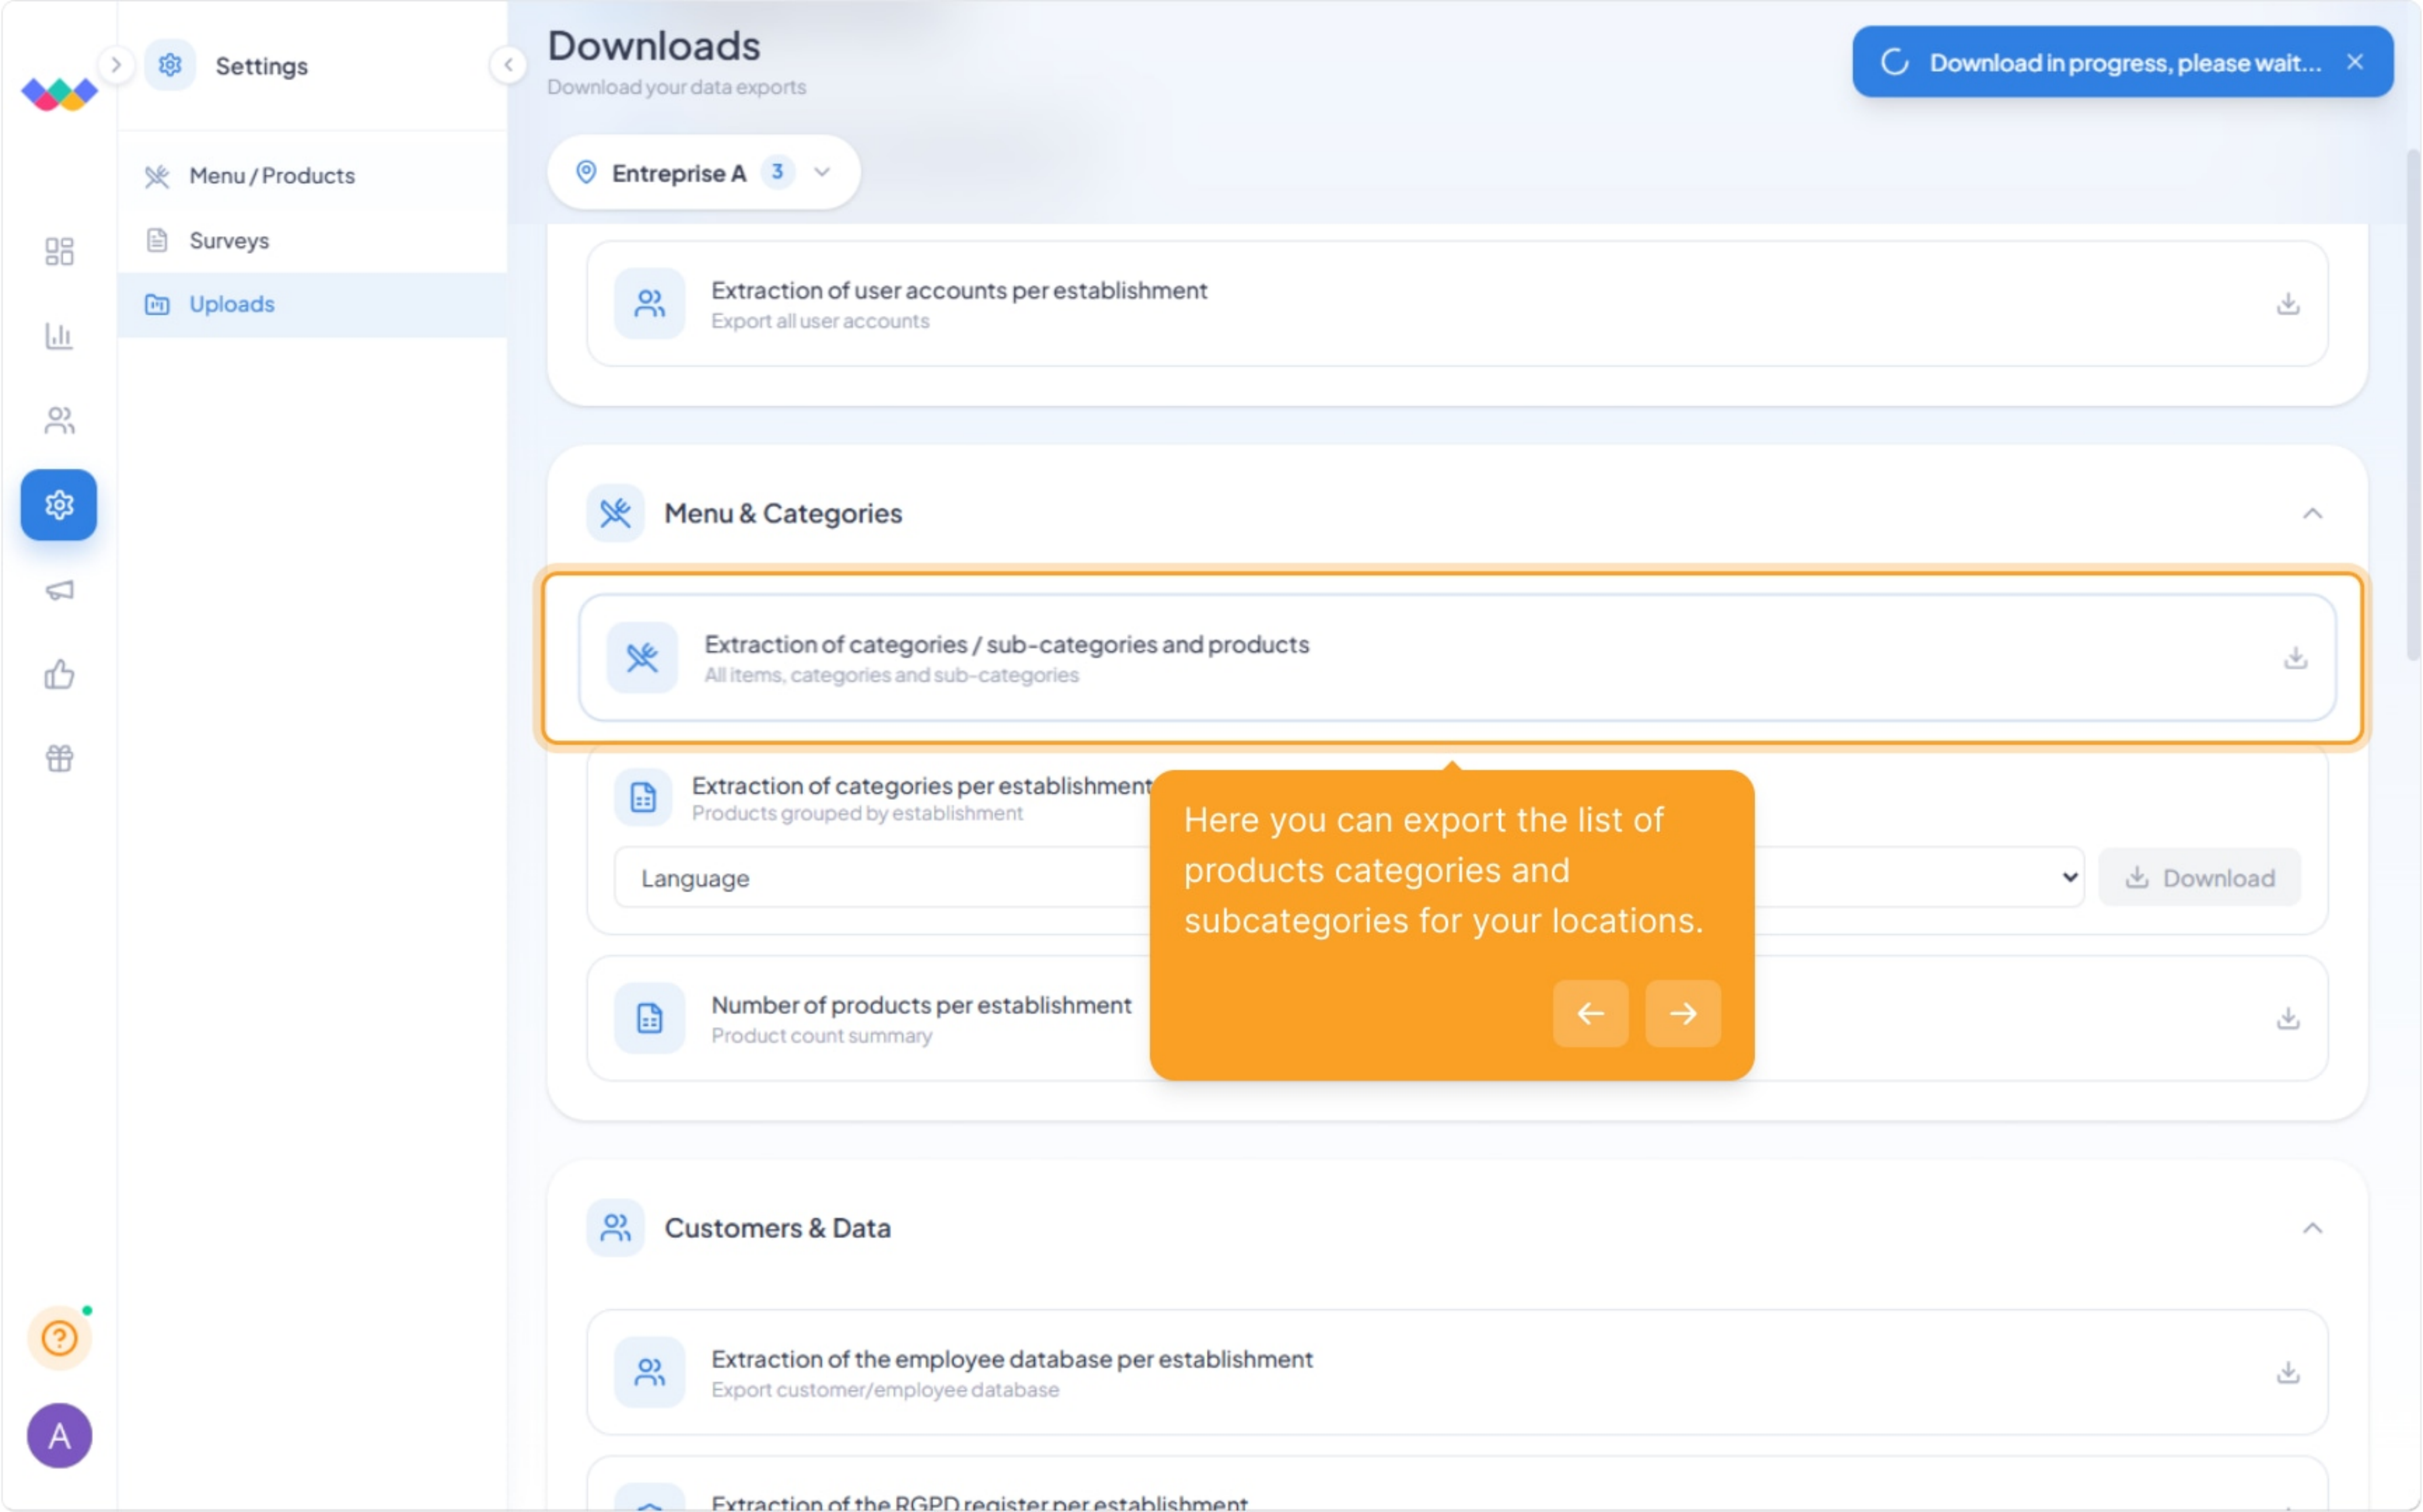 Settings
Menu / Products
Surveys
Uploads
A
Downloads
Download your data exports
Download in progress, please wait...
Entreprise A 3
Extraction of user accounts per establishment
Export all user accounts
Menu & Categories
Extraction of categories / sub-categories and products
All items, categories and sub-categories
Extraction of categories per establishment
Products grouped by establishment
Language
Download
Here you can export the list of
products categories and
subcategories for your locations.
Number of products per establishment
Product count summary
Customers & Data
Extraction of the employee database per establishment
Export customer/employee database
Extraction of the RGPD register per establishment